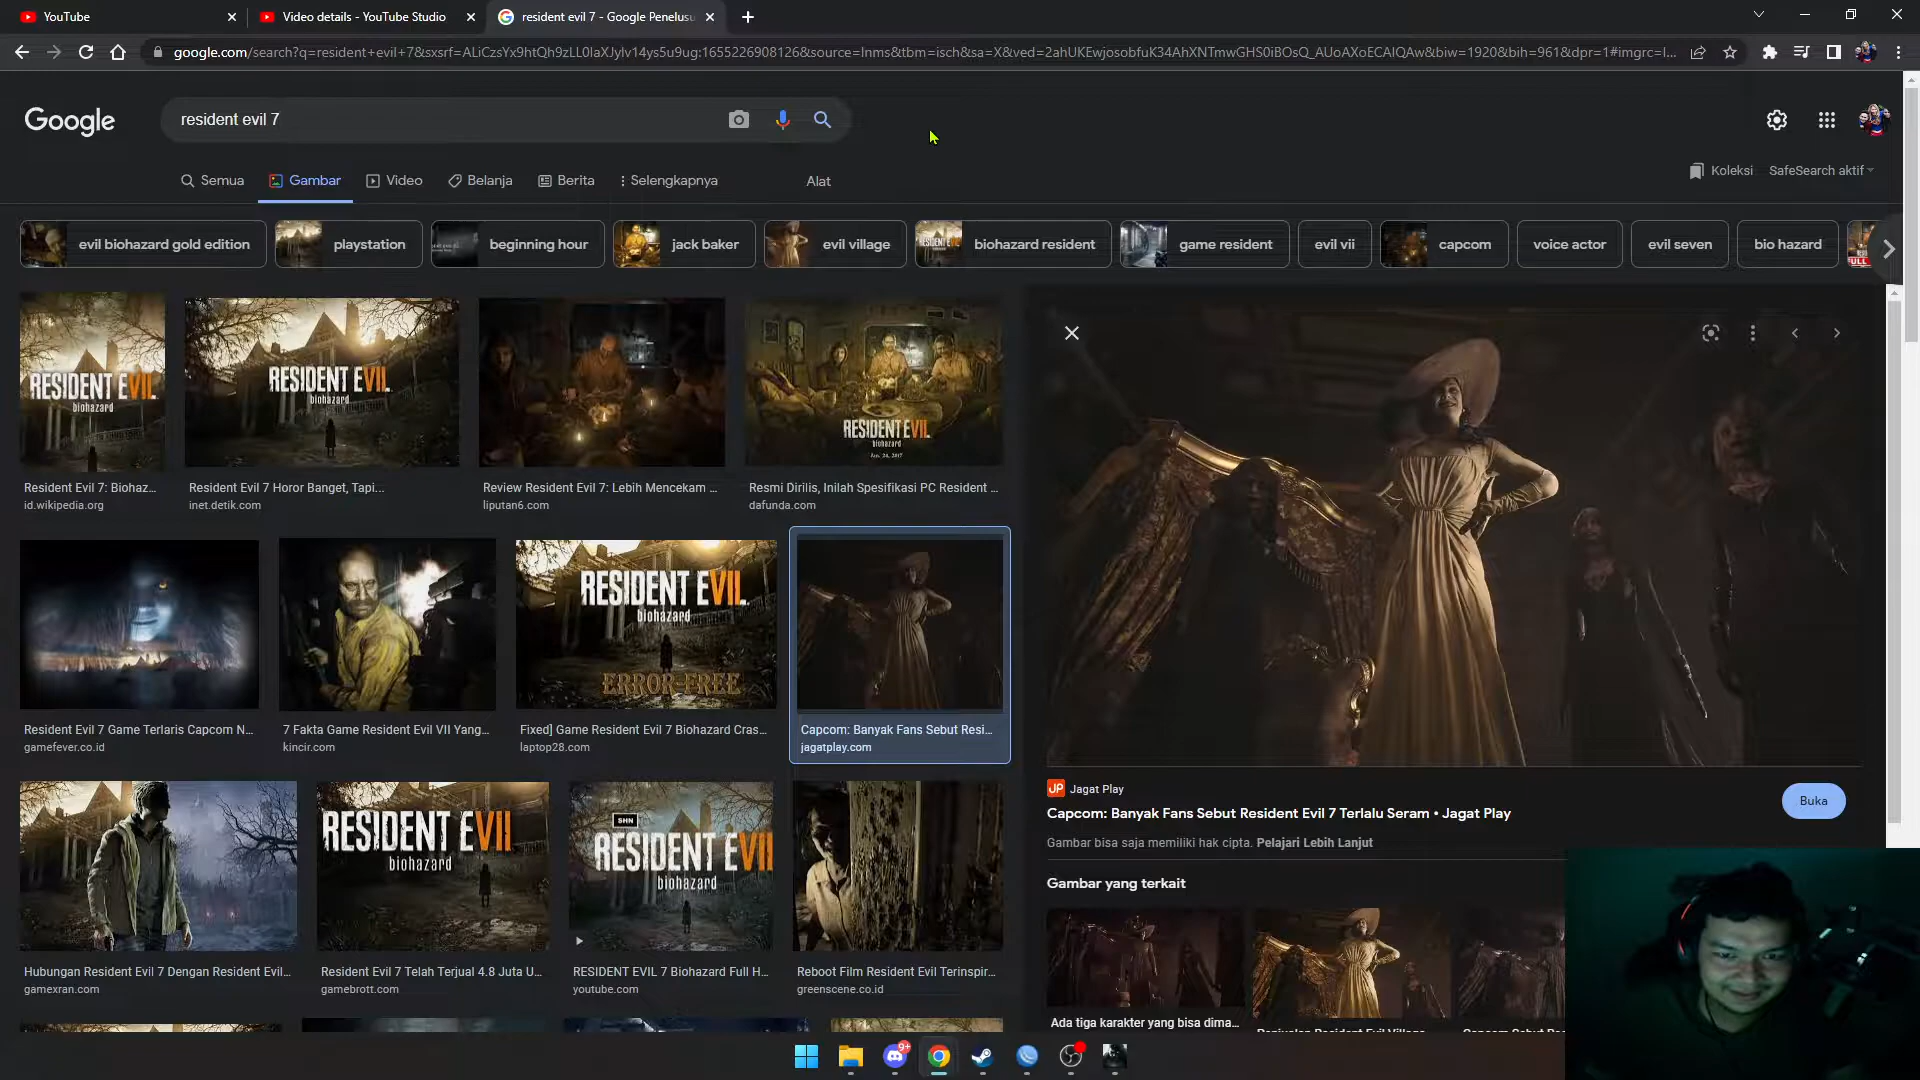 YouTube
Video details - YouTube Studio
resident evil 7 - Google Penelusu
google.com/search?q=resident+evil+7&sxsrf=ALiCzsYx9htQh9zLL0IaXJylv14ys5u9ug:1655226908126&source=lnms&tbm=isch&sa=X&ved=2ahUKEwjosobfuK34AhXNTmwGHS0iBOsQ_AUoAXoECAIQAw&biw=1920&bih=961&dpr=1#imgrc=I...
Google
resident evil 7
Semua
Gambar
Video
Belanja
Berita
Selengkapnya
Alat
Koleksi
SafeSearch aktif
evil biohazard gold edition
playstation
beginning hour
jack baker
evil village
biohazard resident
game resident
evil vii
capcom
voice actor
evil seven
bio hazard
RESIDENT EVIL
biohazard
RESIDENT EVIL
biohazard
RESIDENT EVIL
biohazard
Jan. 24, 2017
Resident Evil 7: Biohaz...
id.wikipedia.org
Resident Evil 7 Horor Banget, Tapi...
inet.detik.com
Review Resident Evil 7: Lebih Mencekam ...
liputan6.com
Resmi Dirilis, Inilah Spesifikasi PC Resident ...
dafunda.com
RESIDENT EVIL
biohazard
ERROR-FREE
Resident Evil 7 Game Terlaris Capcom N...
gamefever.co.id
7 Fakta Game Resident Evil VII Yang...
kincir.com
Fixed] Game Resident Evil 7 Biohazard Cras...
laptop28.com
Capcom: Banyak Fans Sebut Resi...
jagatplay.com
RESIDENT EVII
biohazard
SHN
RESIDENT EVII
biohazard
Hubungan Resident Evil 7 Dengan Resident Evil...
gamexran.com
Resident Evil 7 Telah Terjual 4.8 Juta U...
gamebrott.com
RESIDENT EVIL 7 Biohazard Full H...
youtube.com
Reboot Film Resident Evil Terinspir...
greenscene.co.id
JP Jagat Play
Capcom: Banyak Fans Sebut Resident Evil 7 Terlalu Seram • Jagat Play
Buka
Gambar bisa saja memiliki hak cipta. Pelajari Lebih Lanjut
Gambar yang terkait
Ada tiga karakter yang bisa dima...
9+